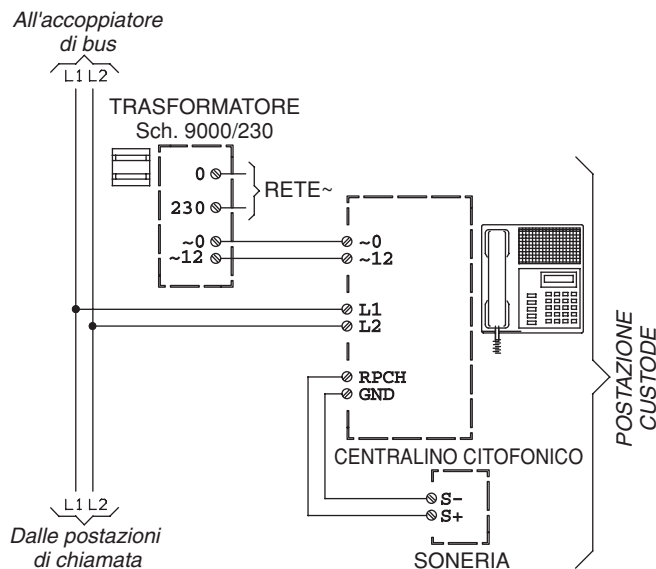 All'accoppiatore
di bus
L1 L2
TRASFORMATORE
Sch. 9000/230
0
RETE~
230
~0
~12
~0
~12
L1
L2
RPCH
GND
CENTRALINO CITOFONICO
POSTAZIONE
CUSTODE
S-
S+
SONERIA
L1 L2
Dalle postazioni
di chiamata